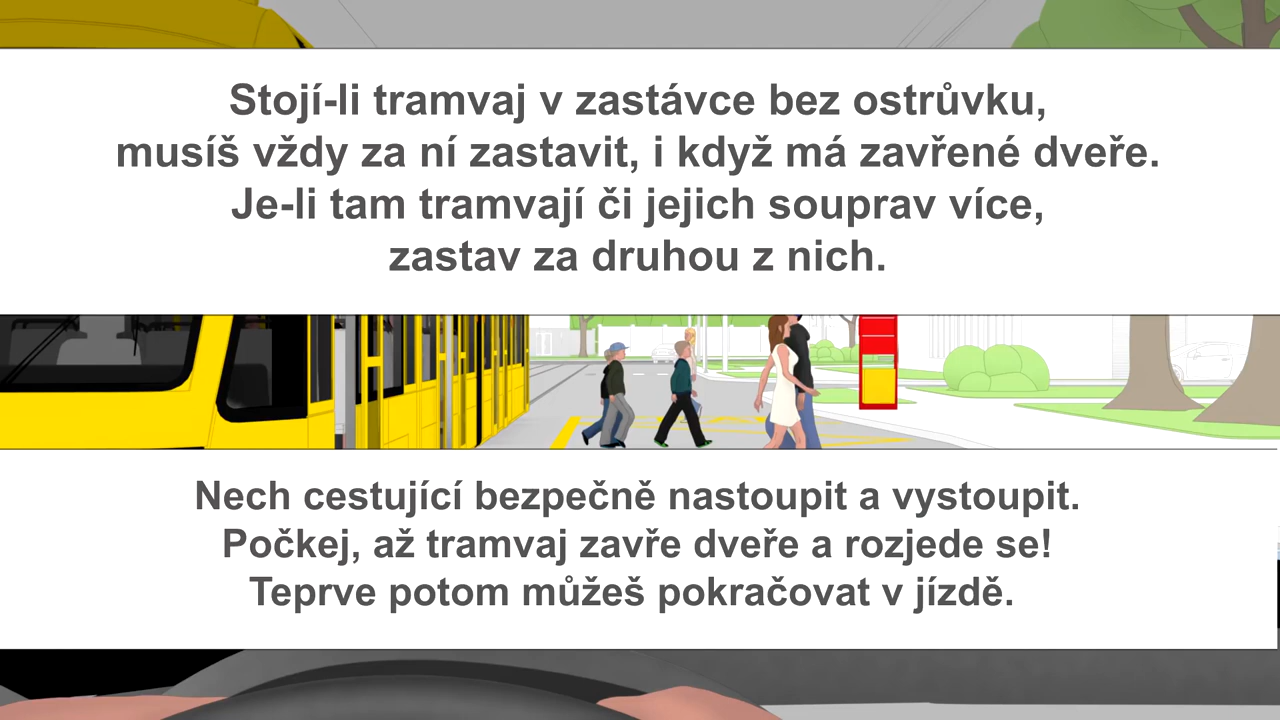 Stojí-li tramvaj v zastávce bez ostrůvku,
musíš vždy za ní zastavit, i když má zavřené dveře.
Je-li tam tramvají či jejich souprav více,
zastav za druhou z nich.
Nech cestující bezpečně nastoupit a vystoupit.
Počkej, až tramvaj zavře dveře a rozjede se!
Teprve potom můžeš pokračovat v jízdě.